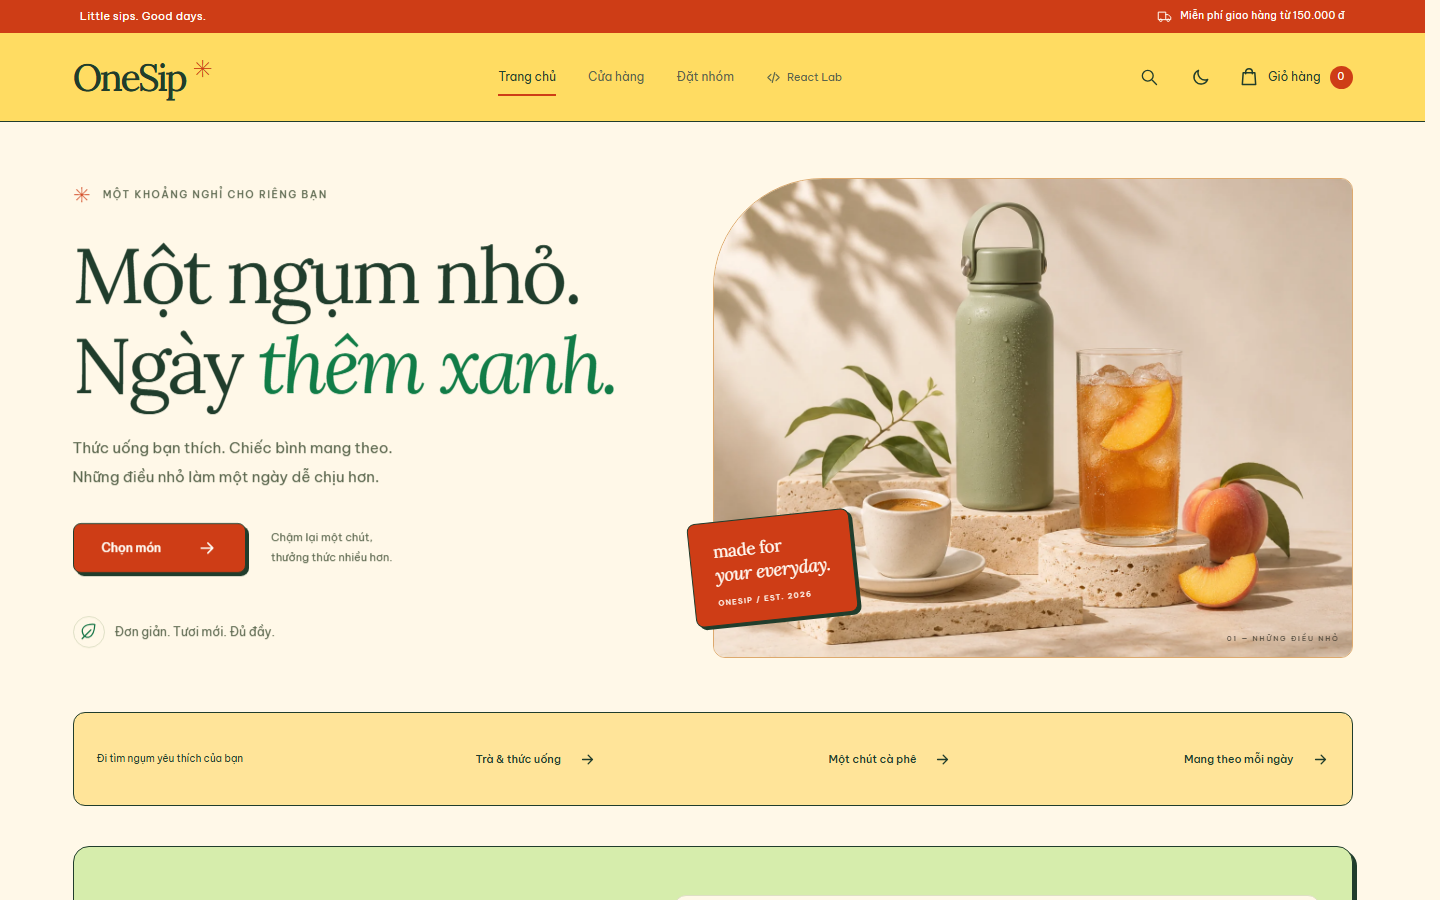 Little sips. Good days.
Miễn phí giao hàng từ 150.000 đ
OneSip
Trang chủ
Cửa hàng
Đặt nhóm
</> React Lab
Giỏ hàng
0
MỘT KHOẢNG NGHỈ CHO RIÊNG BẠN
Một ngụm nhỏ.
Ngày thêm xanh.
Thức uống bạn thích. Chiếc bình mang theo.
Những điều nhỏ làm một ngày dễ chịu hơn.
Chọn món
Chậm lại một chút,
thưởng thức nhiều hơn.
Đơn giản. Tươi mới. Đủ đầy.
made for
your everyday.
ONESIP / EST. 2026
01 — NHỮNG ĐIỀU NHỎ
Đi tìm ngụm yêu thích của bạn
Trà & thức uống
Một chút cà phê
Mang theo mỗi ngày